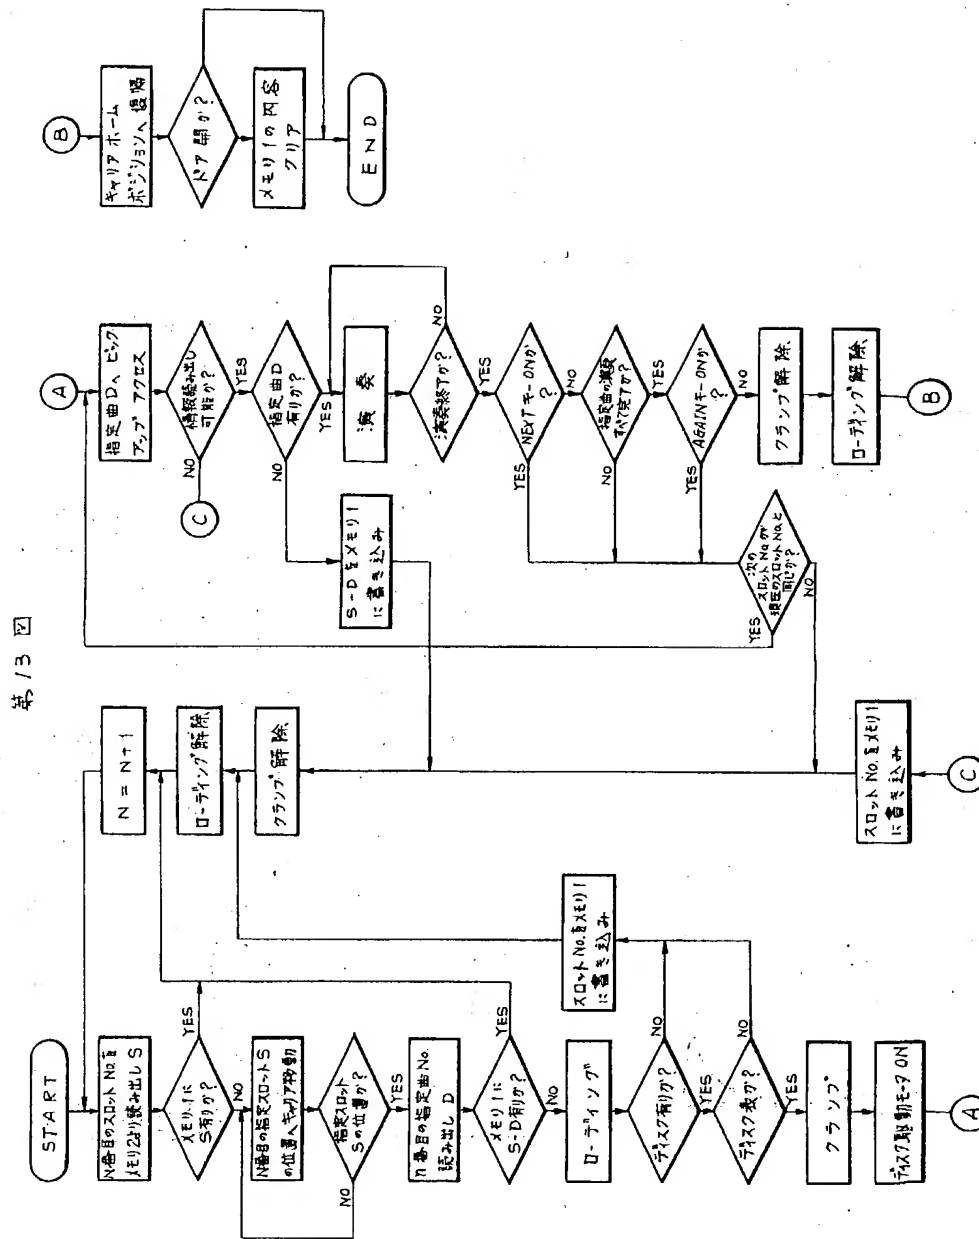 第13図
START
N番目のスロットNo.を
メモリ2より読み出し S
メモリ1に
S有りか?
YES
NO
N番目の指定スロットS
の位置へキャリア移動
指定スロット
Sの位置か?
NO
YES
n番目の指定曲No.
読み出し D
メモリ1に
S-D有りか?
YES
NO
ローディング
ディスク有りか?
NO
YES
ディスク表か?
NO
YES
クランプ
ディスク駆動モータON
A
スロットNo.をメモリ1
に書き込み
N=N+1
ローディング解除
クランプ解除
スロットNo.をメモリ1
に書き込み
C
A
指定曲Dへピック
アップアクセス
情報読み出し
可能か?
NO
C
YES
指定曲D
有りか?
NO
YES
S-Dをメモリ1
に書き込み
演奏
演奏終了か?
NO
YES
NEXTキーONか
?
YES
NO
指定曲の演奏
すべて完了か?
NO
YES
AGAINキーONか
?
YES
NO
次の
スロットNo.が
現在のスロットNo.と
同じか?
YES
NO
クランプ解除
ローディング解除
B
B
キャリアホーム
ポジションへ
ドア開か?
メモリ1の内容
クリア
END